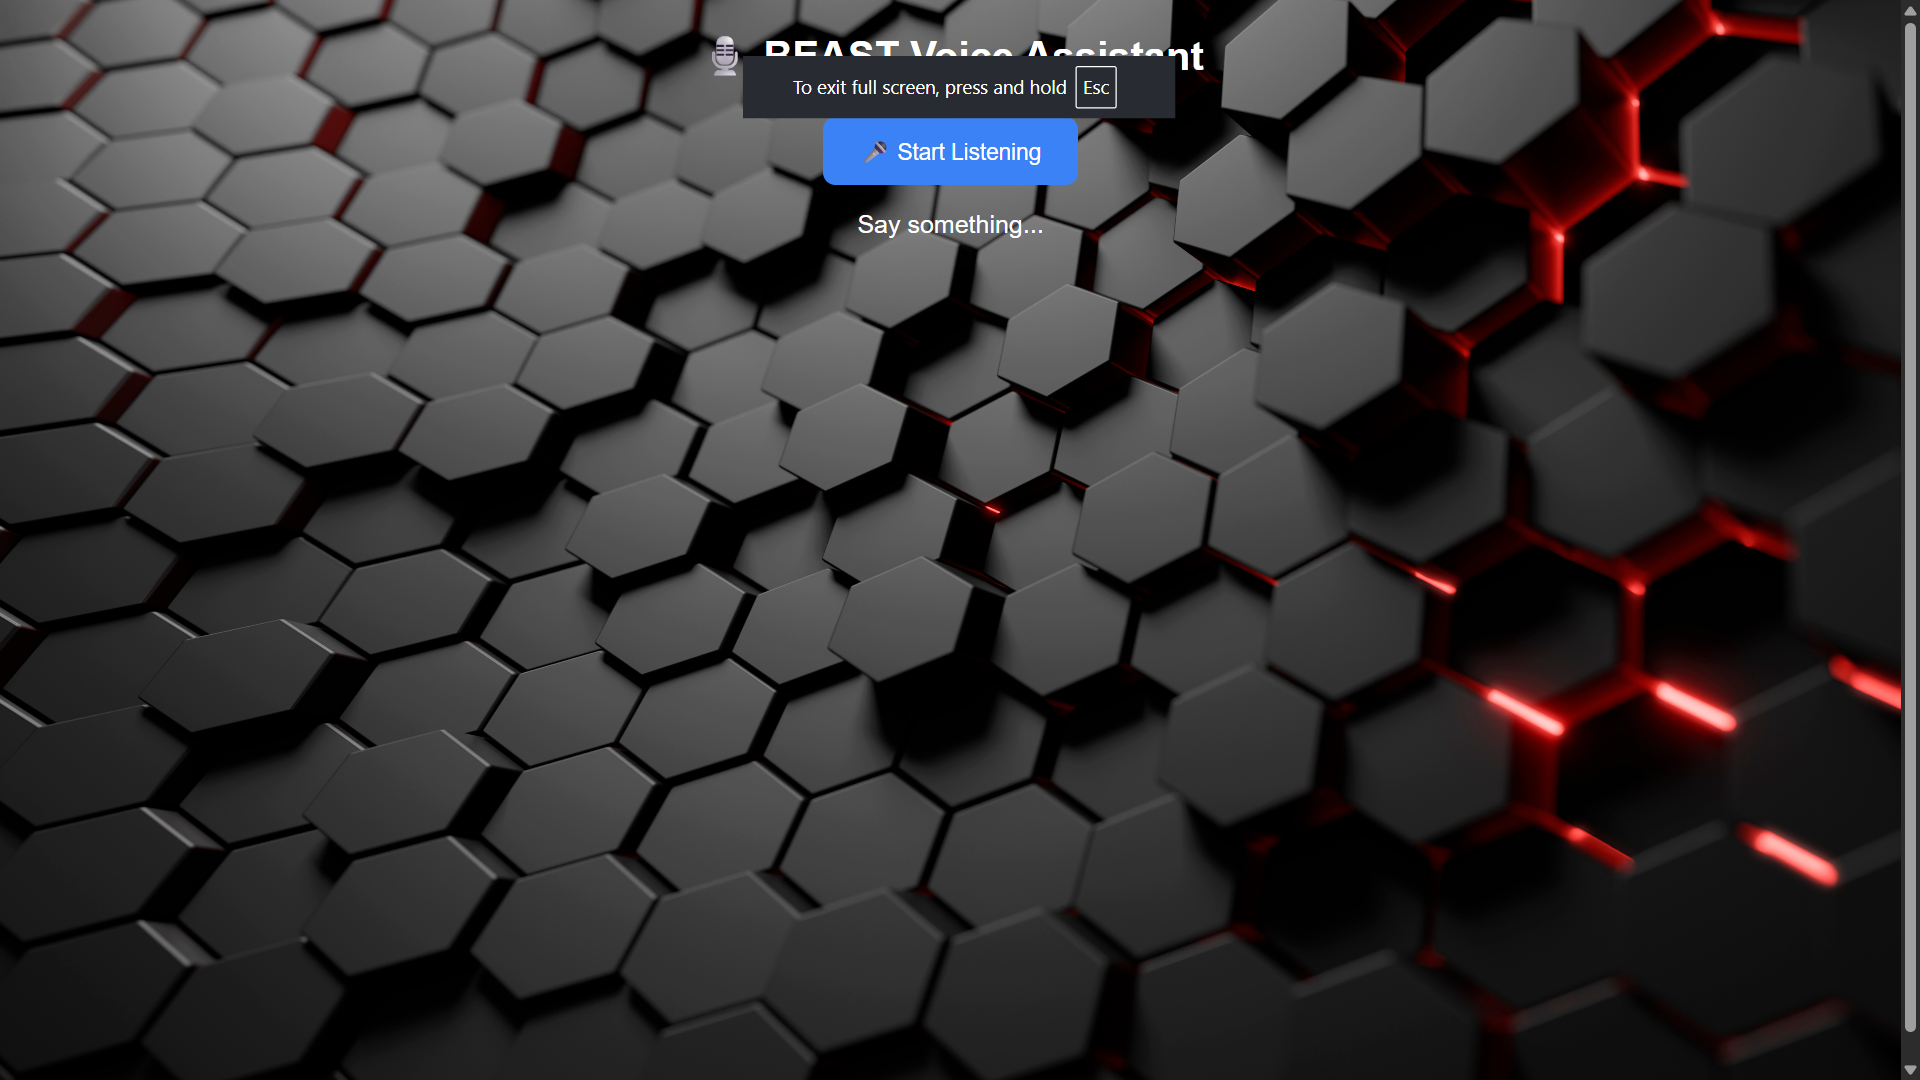 BEAST Voice Assistant
To exit full screen, press and hold Esc
Start Listening
Say something...